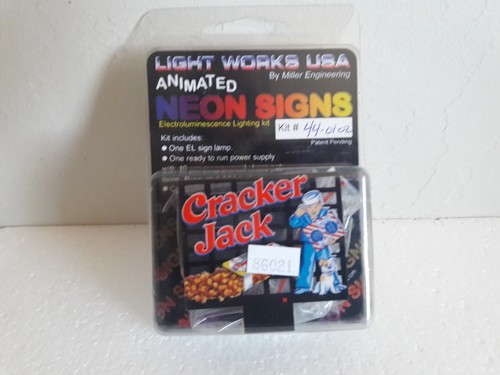 LIGHT WORKS USA
By Miller Engineering
ANIMATED
NEON SIGNS
Electroluminescence Lighting kit
Kit # 44-0102
Patent Pending
Kit includes:
● One EL sign lamp.
● One ready to run power supply
Cracker
Jack
86021